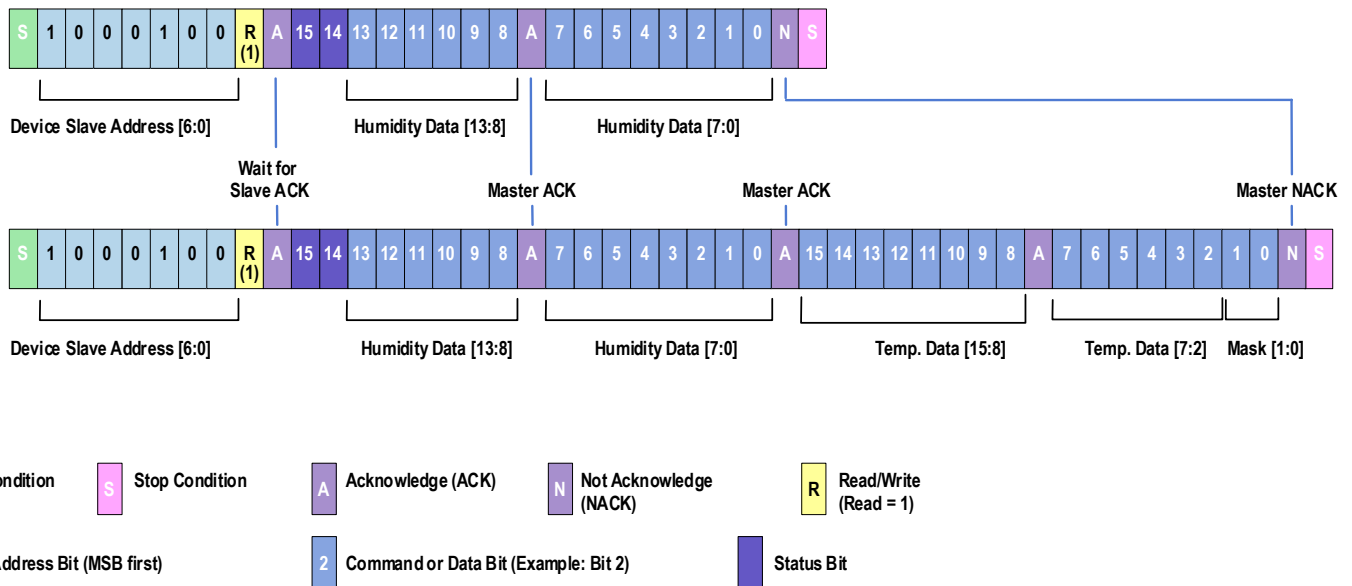 S 1 0 0 0 1 0 0 R (1) A 15 14 13 12 11 10 9 8 A 7 6 5 4 3 2 1 0 N S
Device Slave Address [6:0] Humidity Data [13:8] Humidity Data [7:0]
Wait for
Slave ACK Master ACK Master ACK Master NACK
S 1 0 0 0 1 0 0 R (1) A 15 14 13 12 11 10 9 8 A 7 6 5 4 3 2 1 0 A 15 14 13 12 11 10 9 8 A 7 6 5 4 3 2 1 0 N S
Device Slave Address [6:0] Humidity Data [13:8] Humidity Data [7:0] Temp. Data [15:8] Temp. Data [7:2] Mask [1:0]
ondition S Stop Condition A Acknowledge (ACK) N Not Acknowledge (NACK) R Read/Write (Read = 1)
Address Bit (MSB first) 2 Command or Data Bit (Example: Bit 2) Status Bit